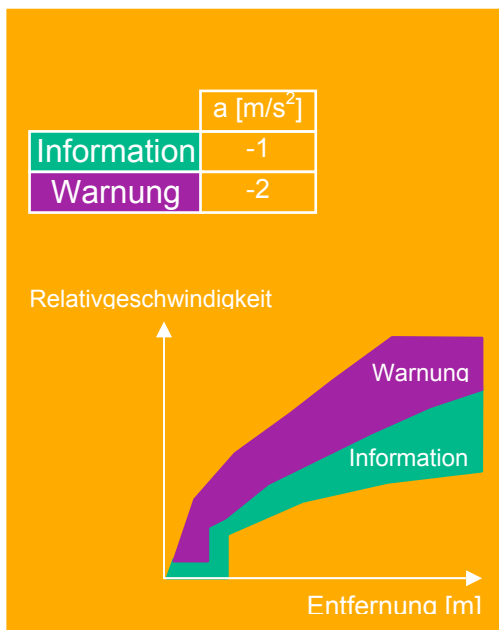 a [m/s²]
Information -1
Warnung -2
Relativgeschwindigkeit
Warnung
Information
Entfernung [m]